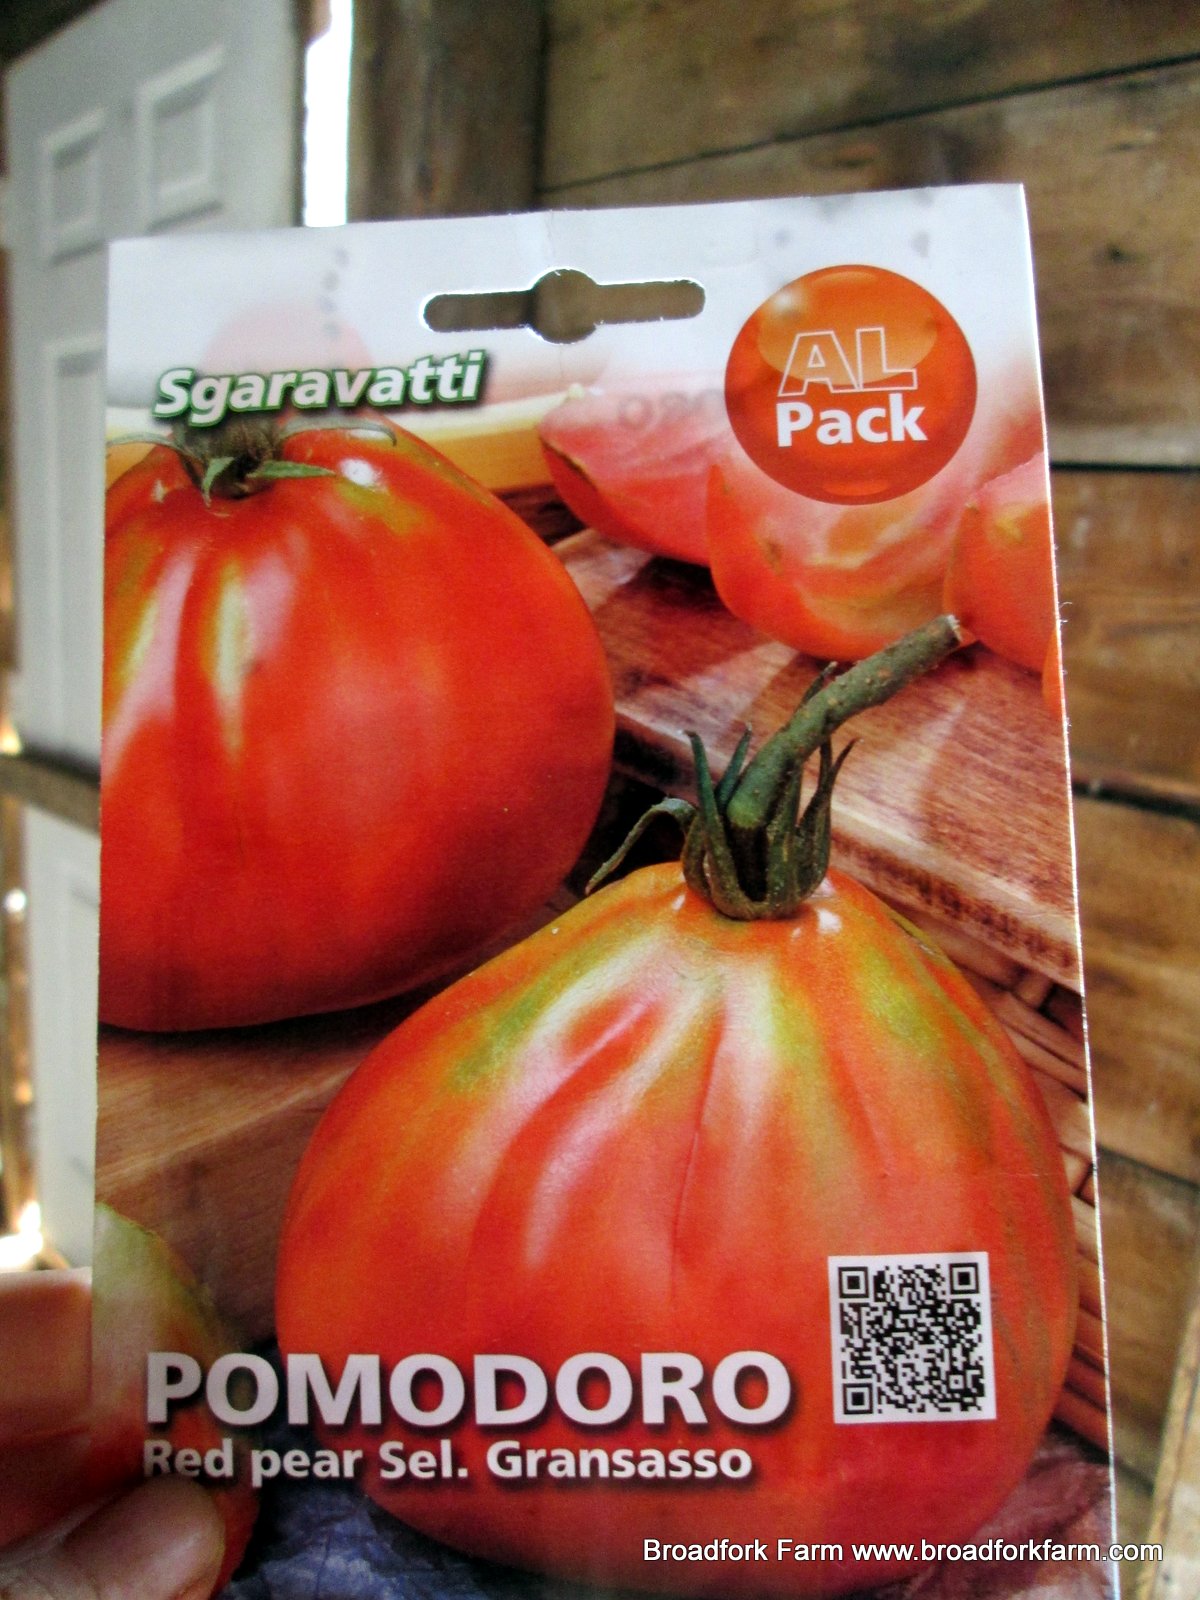 Sgaravatti
AL
Pack
POMODORO
Red pear Sel. Gransasso
Broadfork Farm www.broadforkfarm.com